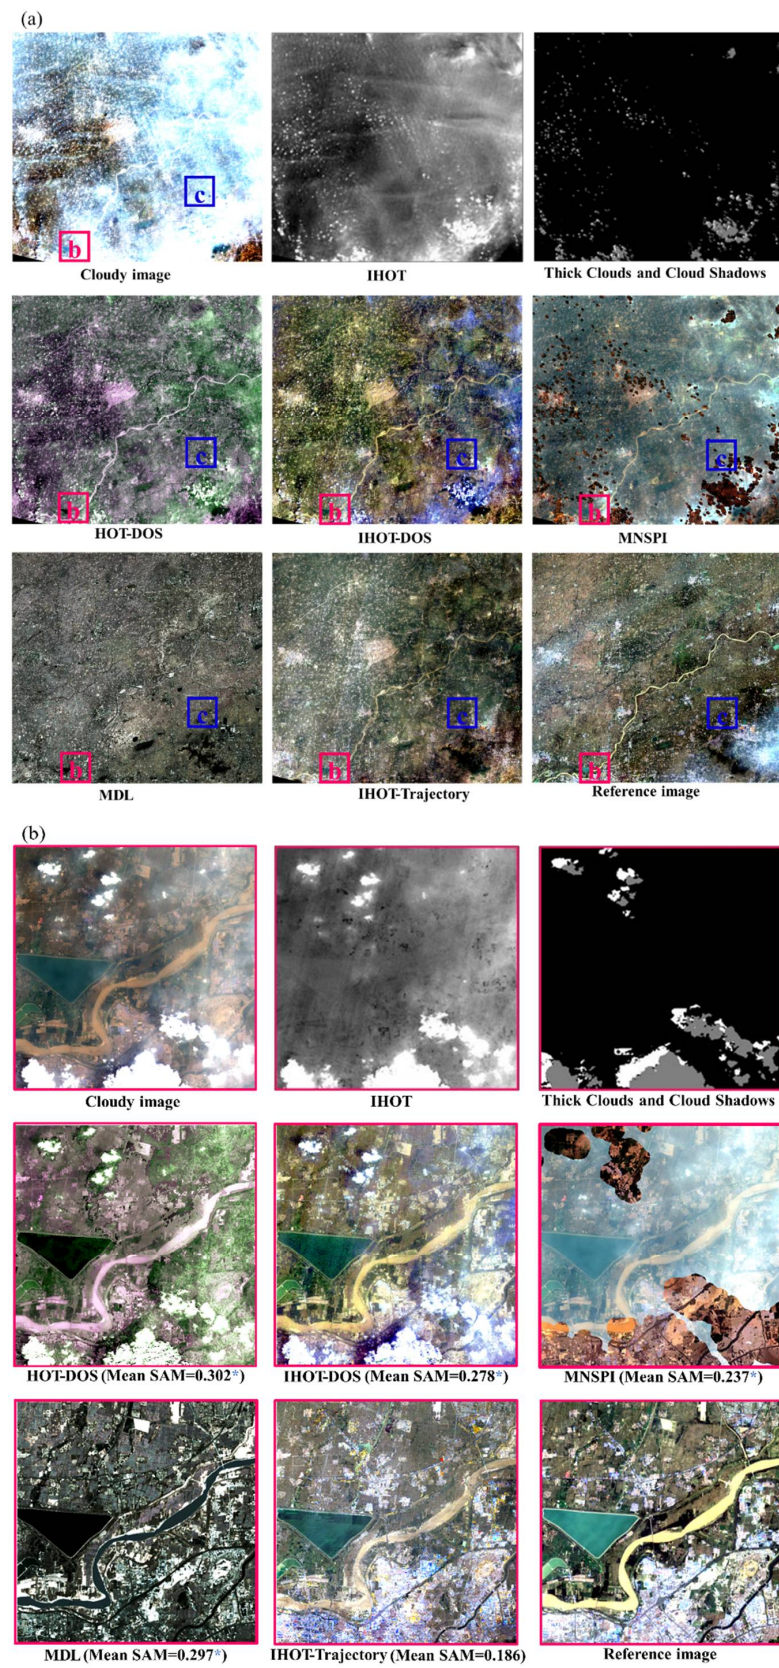 (a)
b
c
Cloudy image
IHOT
Thick Clouds and Cloud Shadows
b
c
b
c
b
c
HOT-DOS
IHOT-DOS
MNSPI
b
c
b
c
b
c
MDL
IHOT-Trajectory
Reference image
(b)
Cloudy image
IHOT
Thick Clouds and Cloud Shadows
HOT-DOS (Mean SAM=0.302*)
IHOT-DOS (Mean SAM=0.278*)
MNSPI (Mean SAM=0.237*)
MDL (Mean SAM=0.297*)
IHOT-Trajectory (Mean SAM=0.186)
Reference image